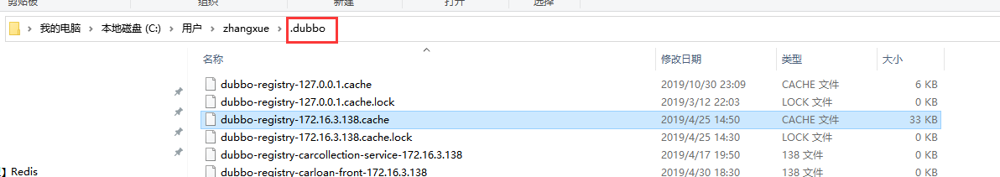 剪贴板 组织 新建 打开 选择
我的电脑 > 本地磁盘 (C:) > 用户 > zhangxue > .dubbo
名称 修改日期 类型 大小
dubbo-registry-127.0.0.1.cache 2019/10/30 23:09 CACHE 文件 6 KB
dubbo-registry-127.0.0.1.cache.lock 2019/3/12 22:03 LOCK 文件 0 KB
dubbo-registry-172.16.3.138.cache 2019/4/25 14:50 CACHE 文件 33 KB
dubbo-registry-172.16.3.138.cache.lock 2019/4/25 14:30 LOCK 文件 0 KB
dubbo-registry-carcollection-service-172.16.3.138 2019/4/17 19:50 138 文件 0 KB
】Redis dubbo-registry-carloan-front-172.16.3.138 2019/4/30 18:30 138 文件 0 KB